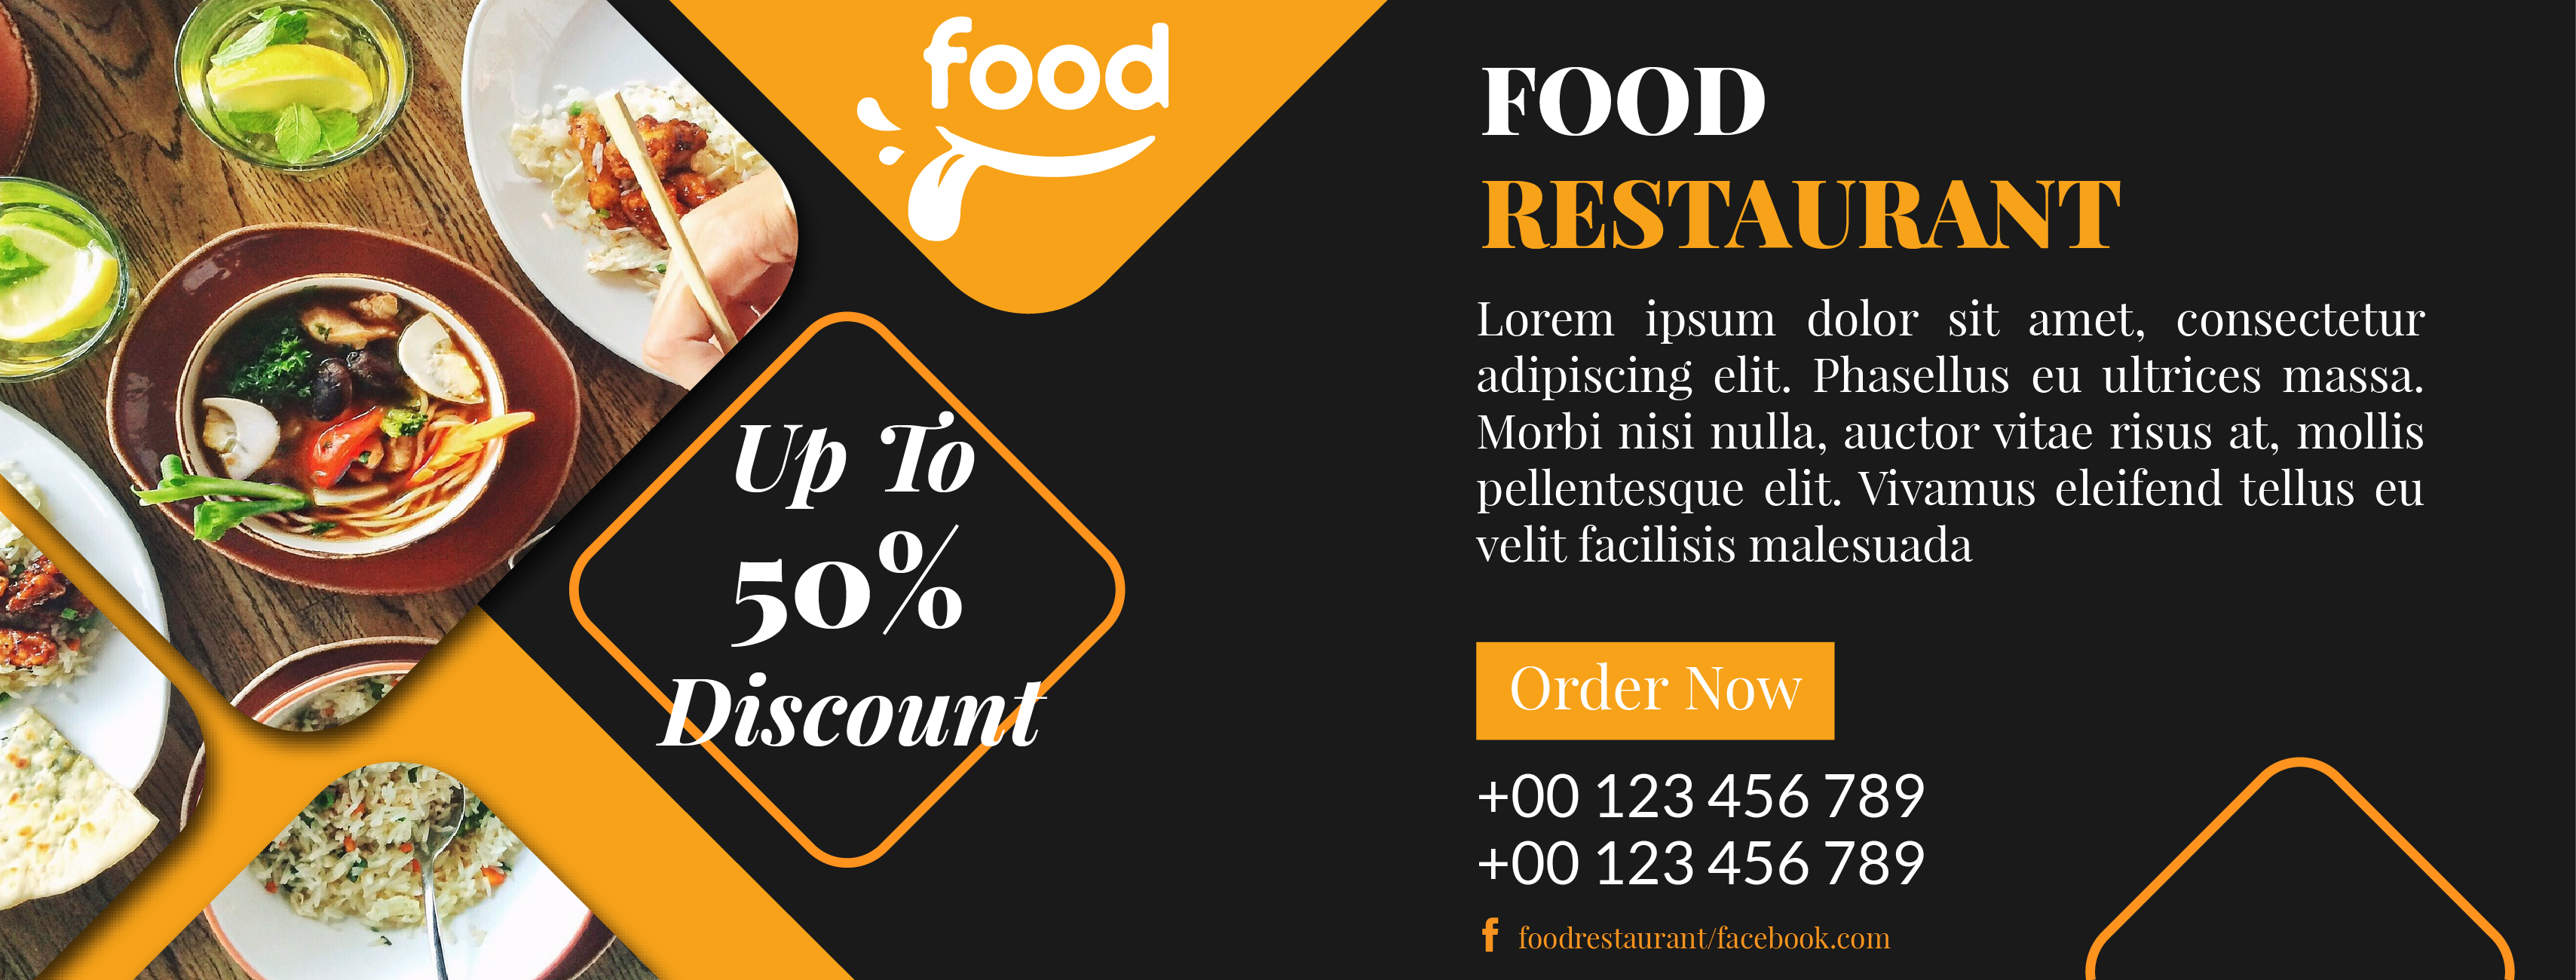 food
Up To
50%
Discount
FOOD
RESTAURANT
Lorem ipsum dolor sit amet, consectetur
adipiscing elit. Phasellus eu ultrices massa.
Morbi nisi nulla, auctor vitae risus at, mollis
pellentesque elit. Vivamus eleifend tellus eu
velit facilisis malesuada
Order Now
+00 123 456 789
+00 123 456 789
f foodrestaurant/facebook.com